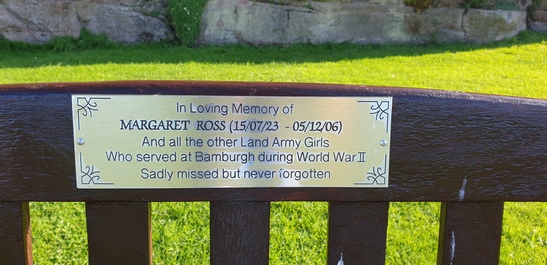 In Loving Memory of
MARGARET ROSS (15/07/23 - 05/12/06)
And all the other Land Army Girls
Who served at Bamburgh during World War II
Sadly missed but never forgotten